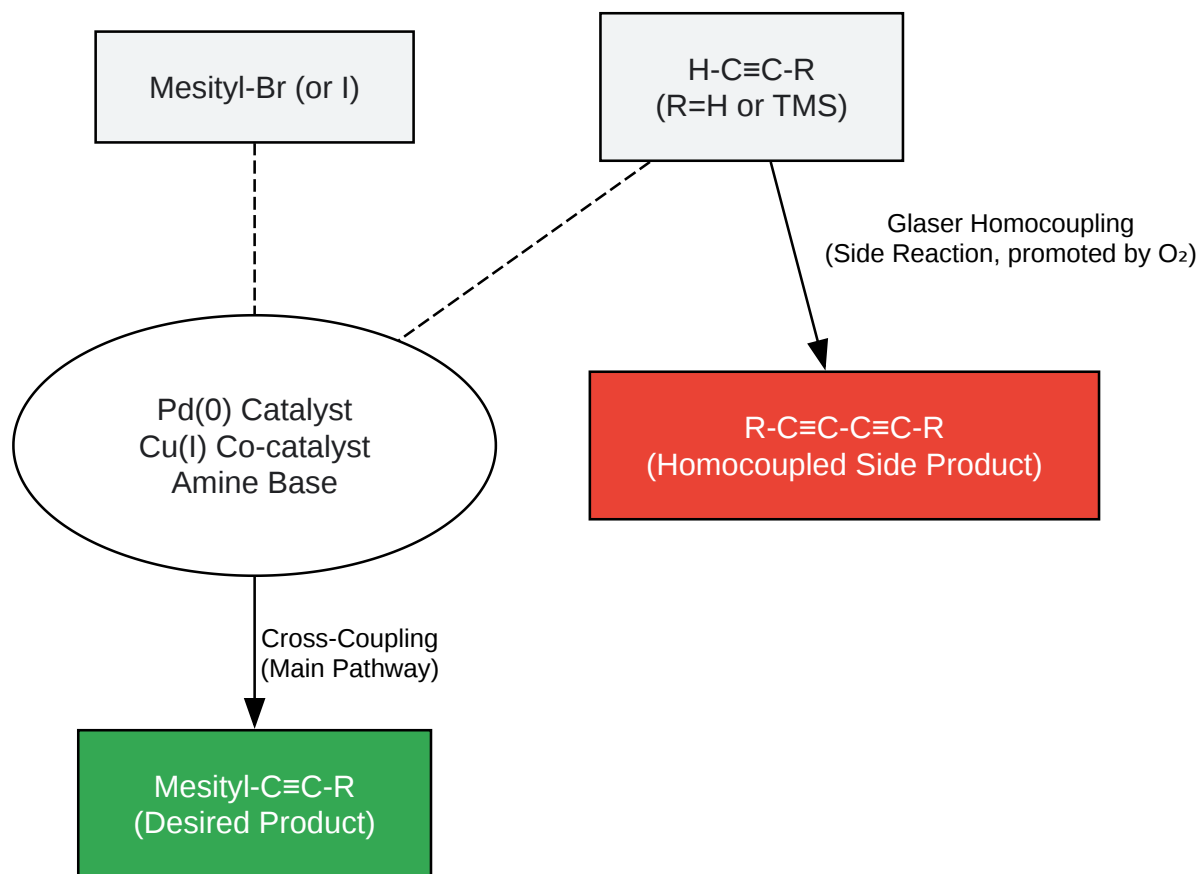 Mesityl-Br (or I)
H-C≡C-R
(R=H or TMS)
Glaser Homocoupling
(Side Reaction, promoted by O₂)
Pd(0) Catalyst
Cu(I) Co-catalyst
Amine Base
R-C≡C-C≡C-R
(Homocoupled Side Product)
Cross-Coupling
(Main Pathway)
Mesityl-C≡C-R
(Desired Product)